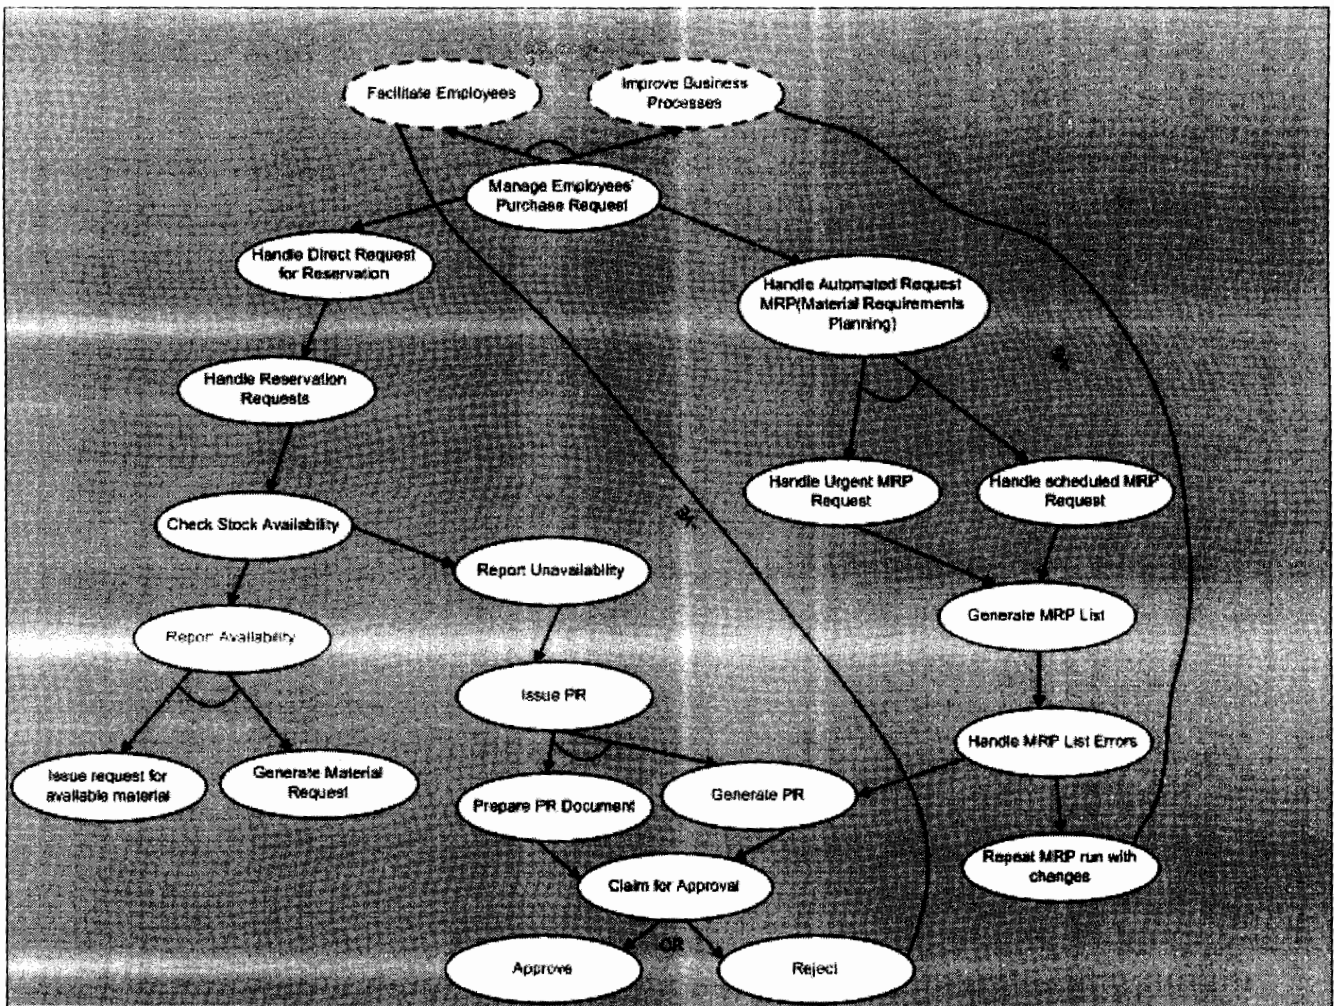 Facilitate Employees
Improve Business
Processes
Manage Employees'
Purchase Request
Handle Direct Request
for Reservation
Handle Automated Request
MRP(Material Requirements
Planning)
Handle Reservation
Requests
Handle Urgent MRP
Request
Handle scheduled MRP
Request
Check Stock Availability
Report Unavailability
Generate MRP List
Report Availability
Issue PR
Handle MRP List Errors
Issue request for
available material
Generate Material
Request
Prepare PR Document
Generate PR
Repeat MRP run with
changes
Claim for Approval
OR
Approve
Reject